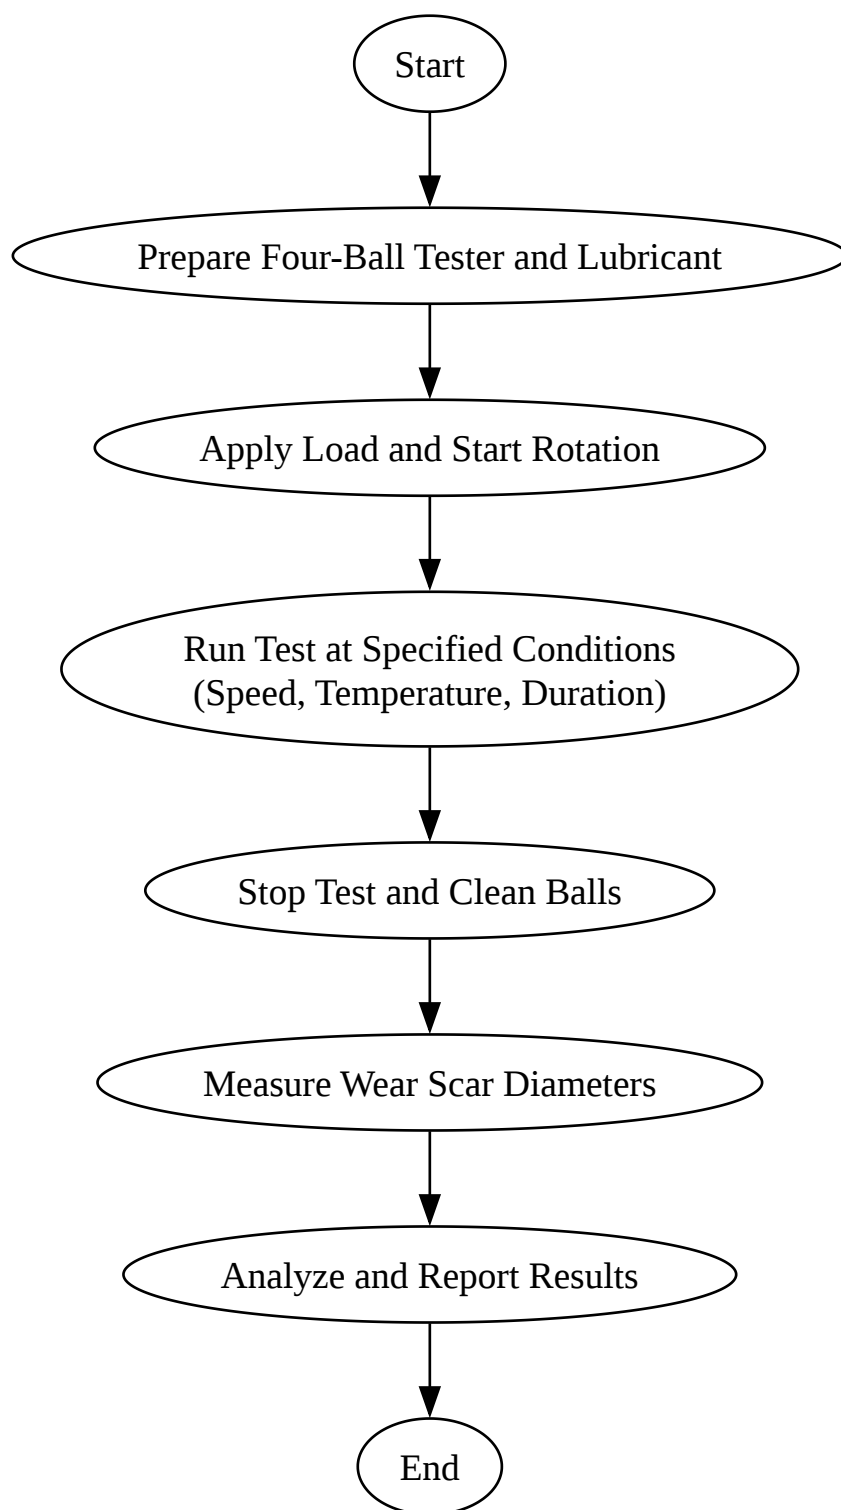 Start
Prepare Four-Ball Tester and Lubricant
Apply Load and Start Rotation
Run Test at Specified Conditions
(Speed, Temperature, Duration)
Stop Test and Clean Balls
Measure Wear Scar Diameters
Analyze and Report Results
End